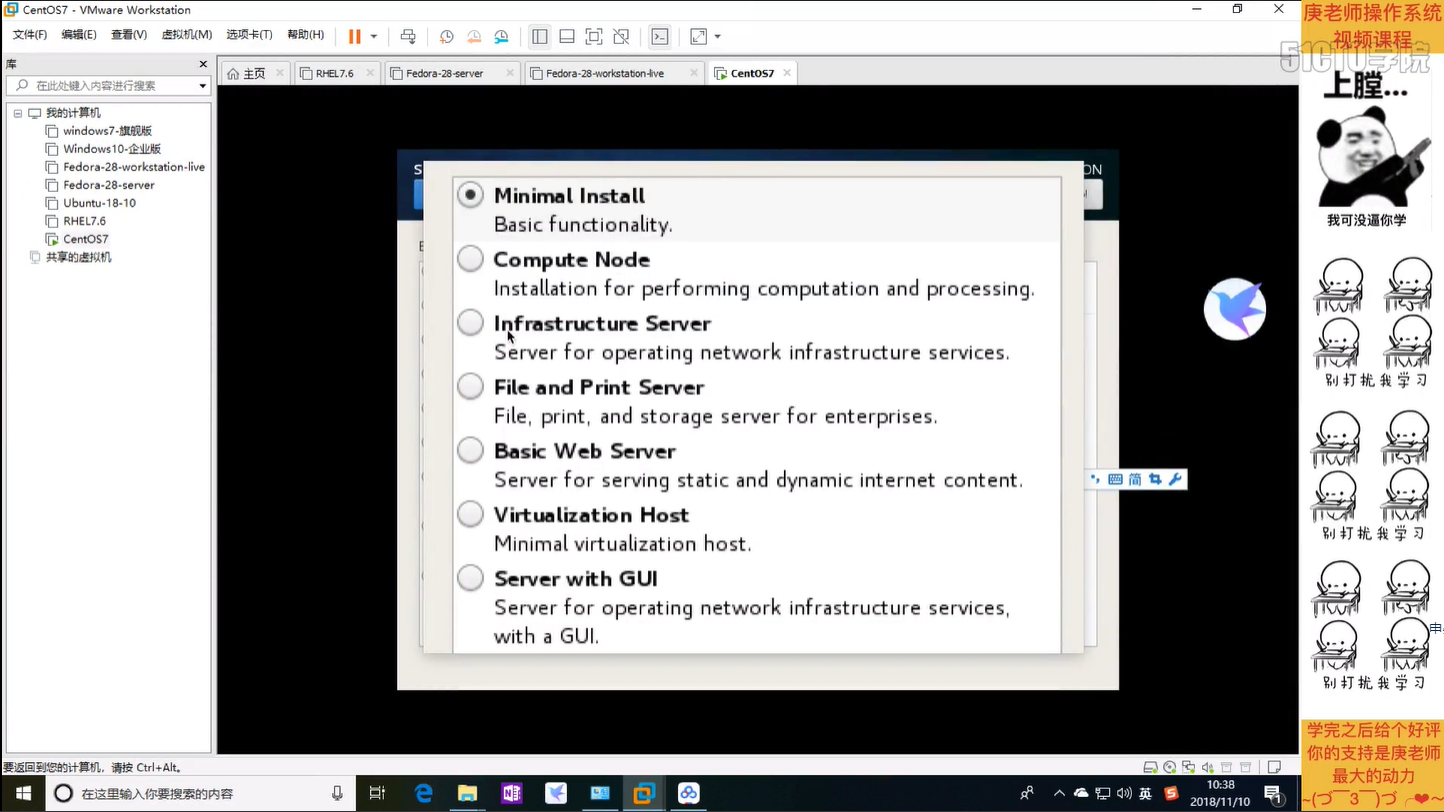 CentOS7 - VMware Workstation
文件(F) 编辑(E) 查看(V) 虚拟机(M) 选项卡(T) 帮助(H)
库
在此处键入内容进行搜索
我的计算机
windows7-旗舰版
Windows10-企业版
Fedora-28-workstation-live
Fedora-28-server
Ubuntu-18-10
RHEL7.6
CentOS7
共享的虚拟机
主页 RHEL7.6 Fedora-28-server Fedora-28-workstation-live CentOS7
S
ON
Minimal Install
Basic functionality.
Compute Node
Installation for performing computation and processing.
Infrastructure Server
Server for operating network infrastructure services.
File and Print Server
File, print, and storage server for enterprises.
Basic Web Server
Server for serving static and dynamic internet content.
Virtualization Host
Minimal virtualization host.
Server with GUI
Server for operating network infrastructure services,
with a GUI.
简
要返回到您的计算机，请按 Ctrl+Alt。
在这里输入你要搜索的内容
英
10:38
2018/11/10
1
庚老师操作系统
视频课程
51CTO学院
上膛...
我可没逼你学
别打扰我学习
别打扰我学习
别打扰我学习
学完之后给个好评
你的支持是庚老师
最大的动力
~(づ￣3￣)づ❤~